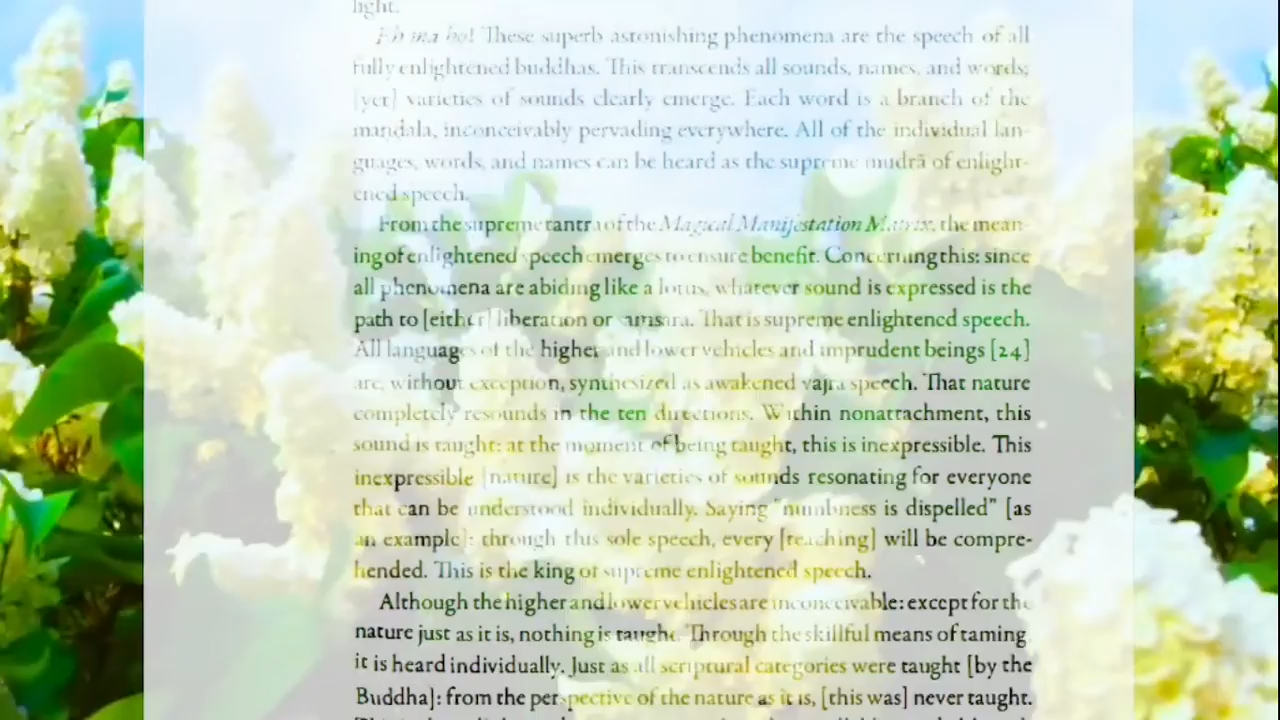 light.
Eh ma ho! These superb astonishing phenomena are the speech of all
fully enlightened buddhas. This transcends all sounds, names, and words;
[yet] varieties of sounds clearly emerge. Each word is a branch of the
mandala, inconceivably pervading everywhere. All of the individual lan-
guages, words, and names can be heard as the supreme mudrā of enlight-
ened speech.
From the supreme tantra of the Magical Manifestation Matrix, the mean-
ing of enlightened speech emerges to ensure benefit. Concerning this: since
all phenomena are abiding like a lotus, whatever sound is expressed is the
path to [either] liberation or saṃsāra. That is supreme enlightened speech.
All languages of the higher and lower vehicles and imprudent beings [24]
are, without exception, synthesized as awakened vajra speech. That nature
completely resounds in the ten directions. Within nonattachment, this
sound is taught: at the moment of being taught, this is inexpressible. This
inexpressible [nature] is the varieties of sounds resonating for everyone
that can be understood individually. Saying "numbness is dispelled" [as
an example]: through this sole speech, every [teaching] will be compre-
hended. This is the king of supreme enlightened speech.
Although the higher and lower vehicles are inconceivable: except for the
nature just as it is, nothing is taught. Through the skillful means of taming,
it is heard individually. Just as all scriptural categories were taught [by the
Buddha]: from the perspective of the nature as it is, [this was] never taught.